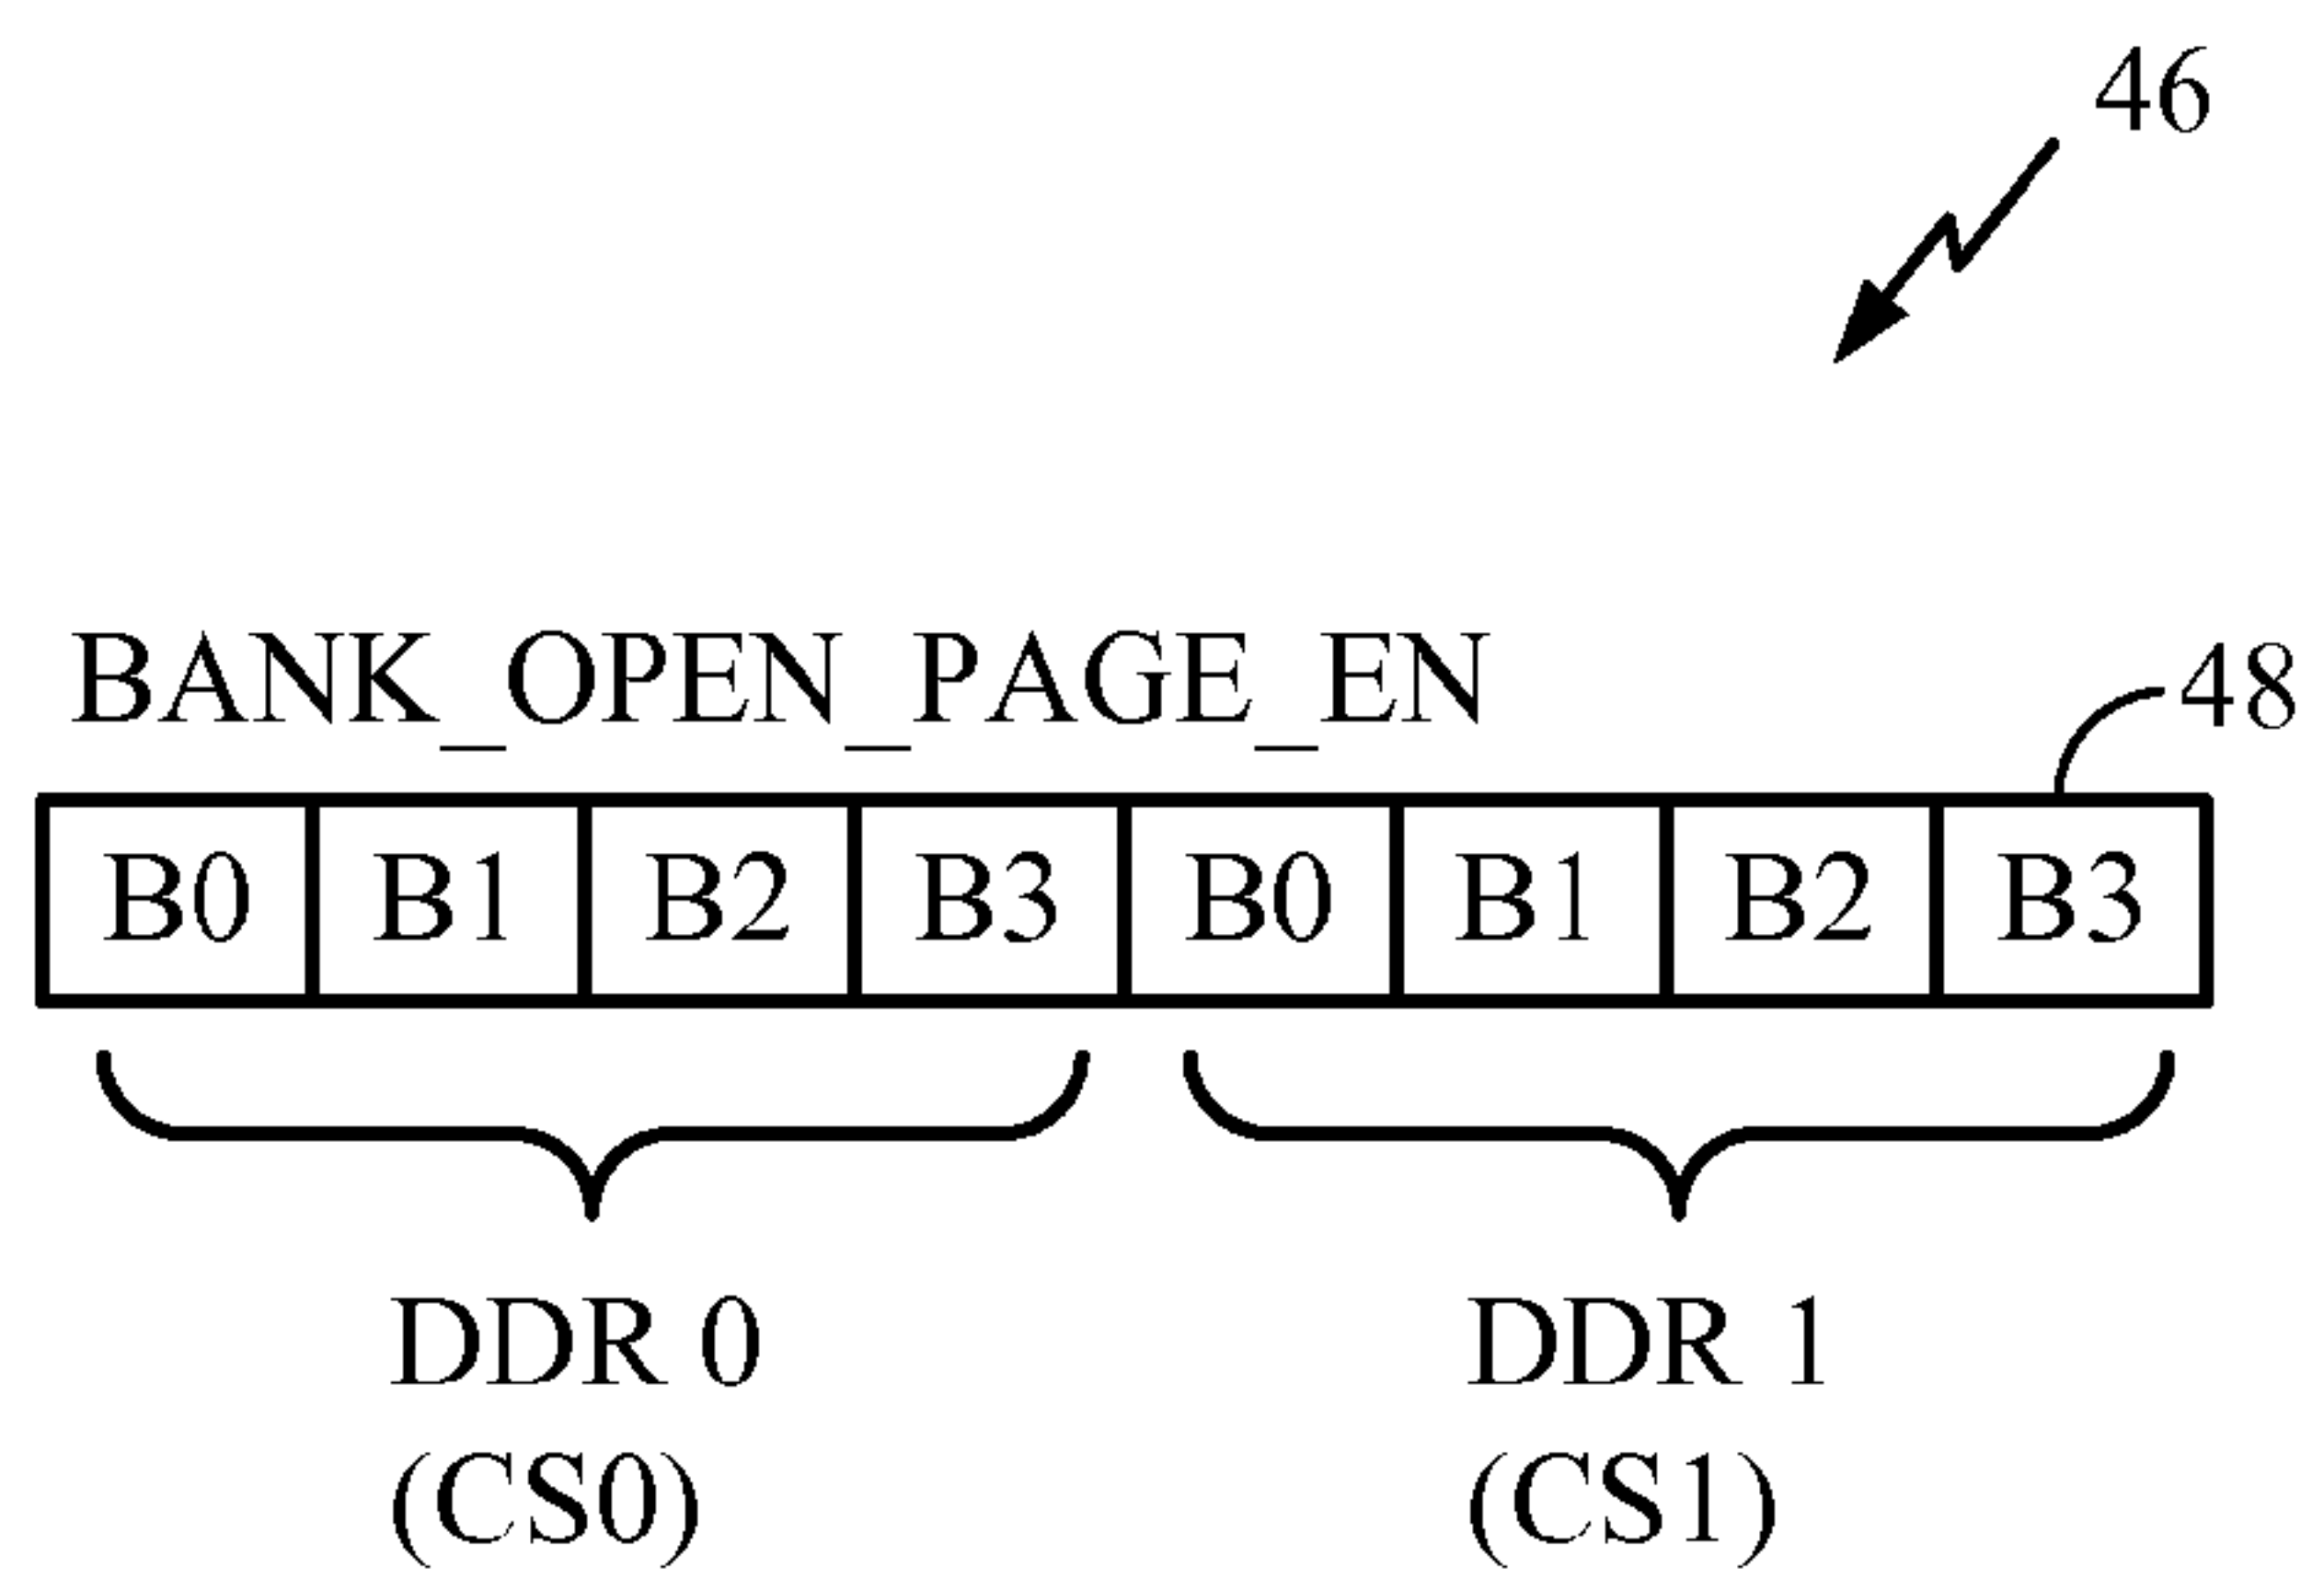 46
BANK_OPEN_PAGE_EN
48
B0 B1 B2 B3 B0 B1 B2 B3
DDR 0 DDR 1
(CS0) (CS1)